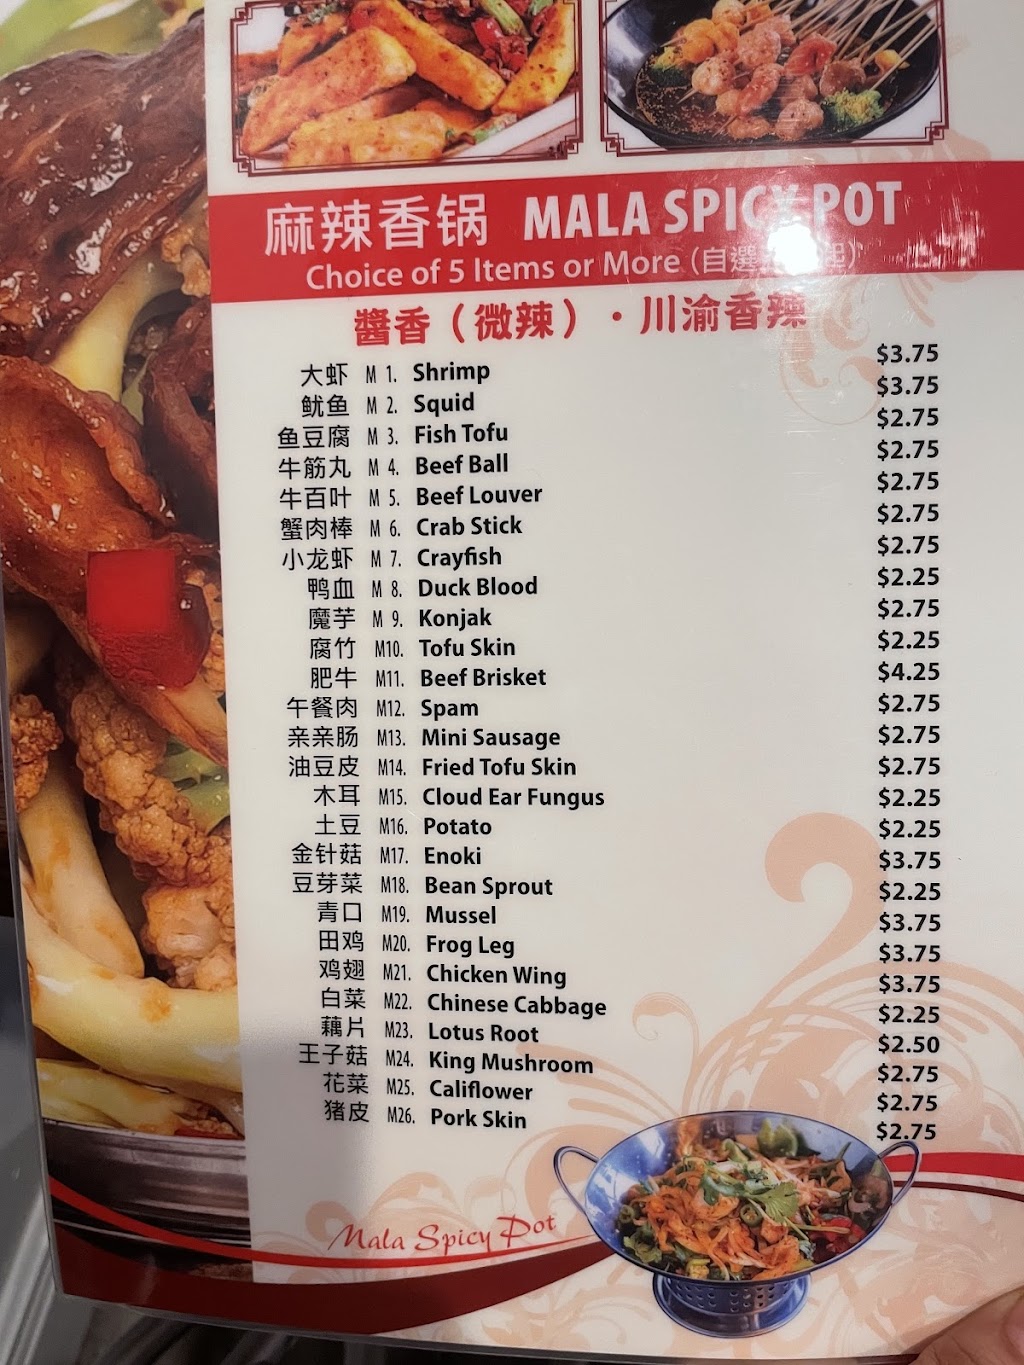 麻辣香锅 MALA SPICY POT
Choice of 5 Items or More (自選 起)
醬香（微辣）·川渝香辣
大虾 M 1. Shrimp $3.75
鱿鱼 M 2. Squid $3.75
鱼豆腐 M 3. Fish Tofu $2.75
牛筋丸 M 4. Beef Ball $2.75
牛百叶 M 5. Beef Louver $2.75
蟹肉棒 M 6. Crab Stick $2.75
小龙虾 M 7. Crayfish $2.75
鸭血 M 8. Duck Blood $2.25
魔芋 M 9. Konjak $2.75
腐竹 M10. Tofu Skin $2.25
肥牛 M11. Beef Brisket $4.25
午餐肉 M12. Spam $2.75
亲亲肠 M13. Mini Sausage $2.75
油豆皮 M14. Fried Tofu Skin $2.75
木耳 M15. Cloud Ear Fungus $2.25
土豆 M16. Potato $2.25
金针菇 M17. Enoki $3.75
豆芽菜 M18. Bean Sprout $2.25
青口 M19. Mussel $3.75
田鸡 M20. Frog Leg $3.75
鸡翅 M21. Chicken Wing $3.75
白菜 M22. Chinese Cabbage $2.25
藕片 M23. Lotus Root $2.50
王子菇 M24. King Mushroom $2.75
花菜 M25. Califlower $2.75
猪皮 M26. Pork Skin $2.75
Mala Spicy Pot